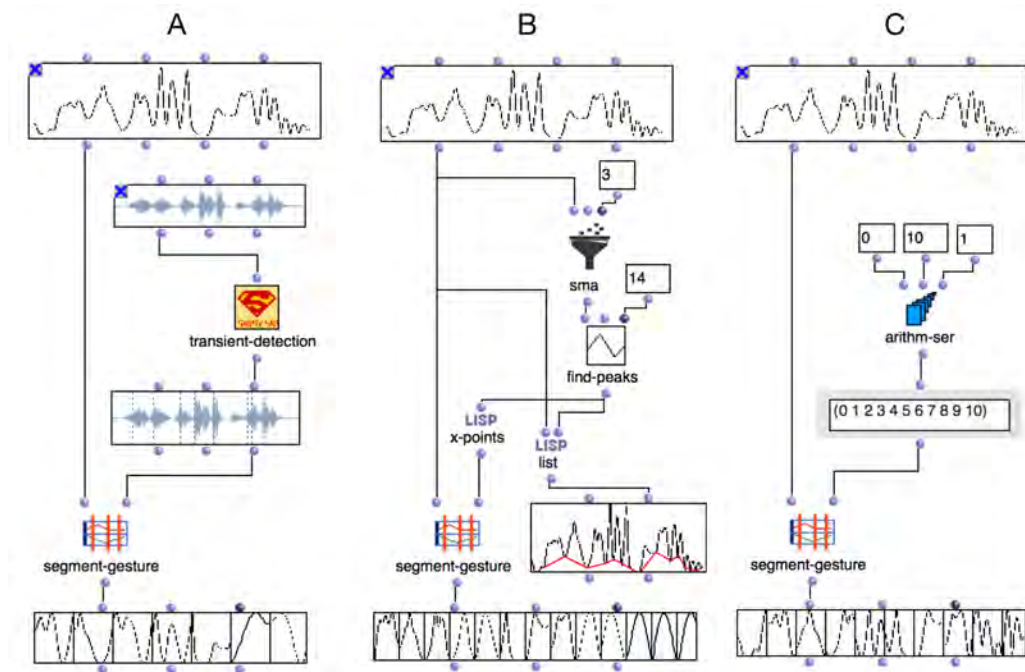 A
B
C
3
14
0
10
1
sma
transient-detection
arithm-ser
find-peaks
LISP
x-points
LISP
list
(0 1 2 3 4 5 6 7 8 9 10)
segment-gesture
segment-gesture
segment-gesture